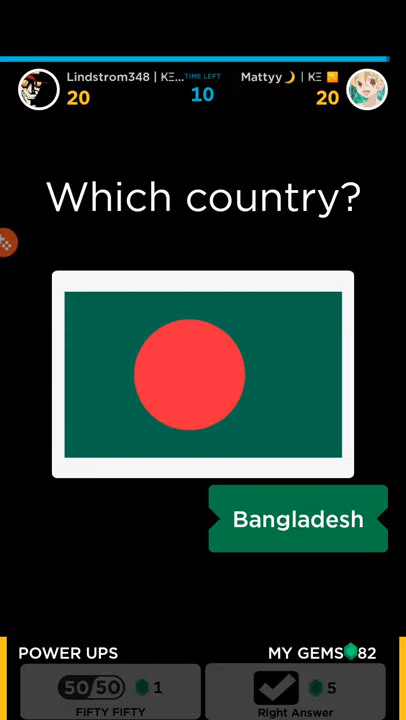 Lindstrom348 | KΞ...
20
TIME LEFT
10
Mattyy🌙 | KΞ
20
Which country?
Bangladesh
POWER UPS
MY GEMS 82
50/50 1
FIFTY FIFTY
5
Right Answer